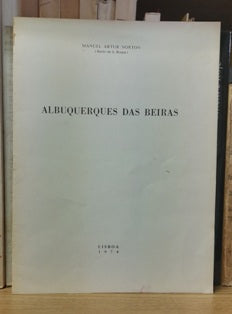 MANUEL ARTUR NORTON
(Barão de S. Roque)
ALBUQUERQUES DAS BEIRAS
LISBOA
1974